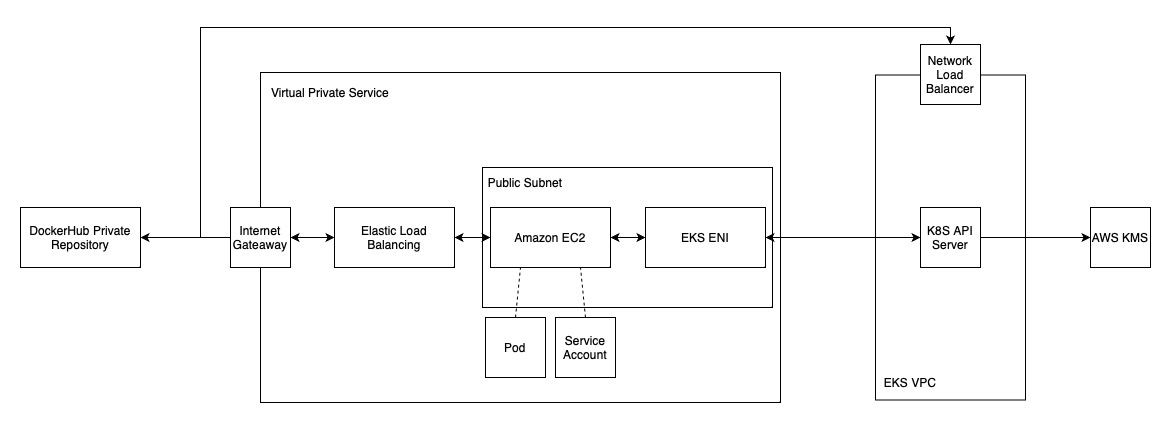 Network
Load
Balancer
Virtual Private Service
Public Subnet
DockerHub Private
Repository
Internet
Gateaway
Elastic Load
Balancing
Amazon EC2
EKS ENI
K8S API
Server
AWS KMS
Pod
Service
Account
EKS VPC